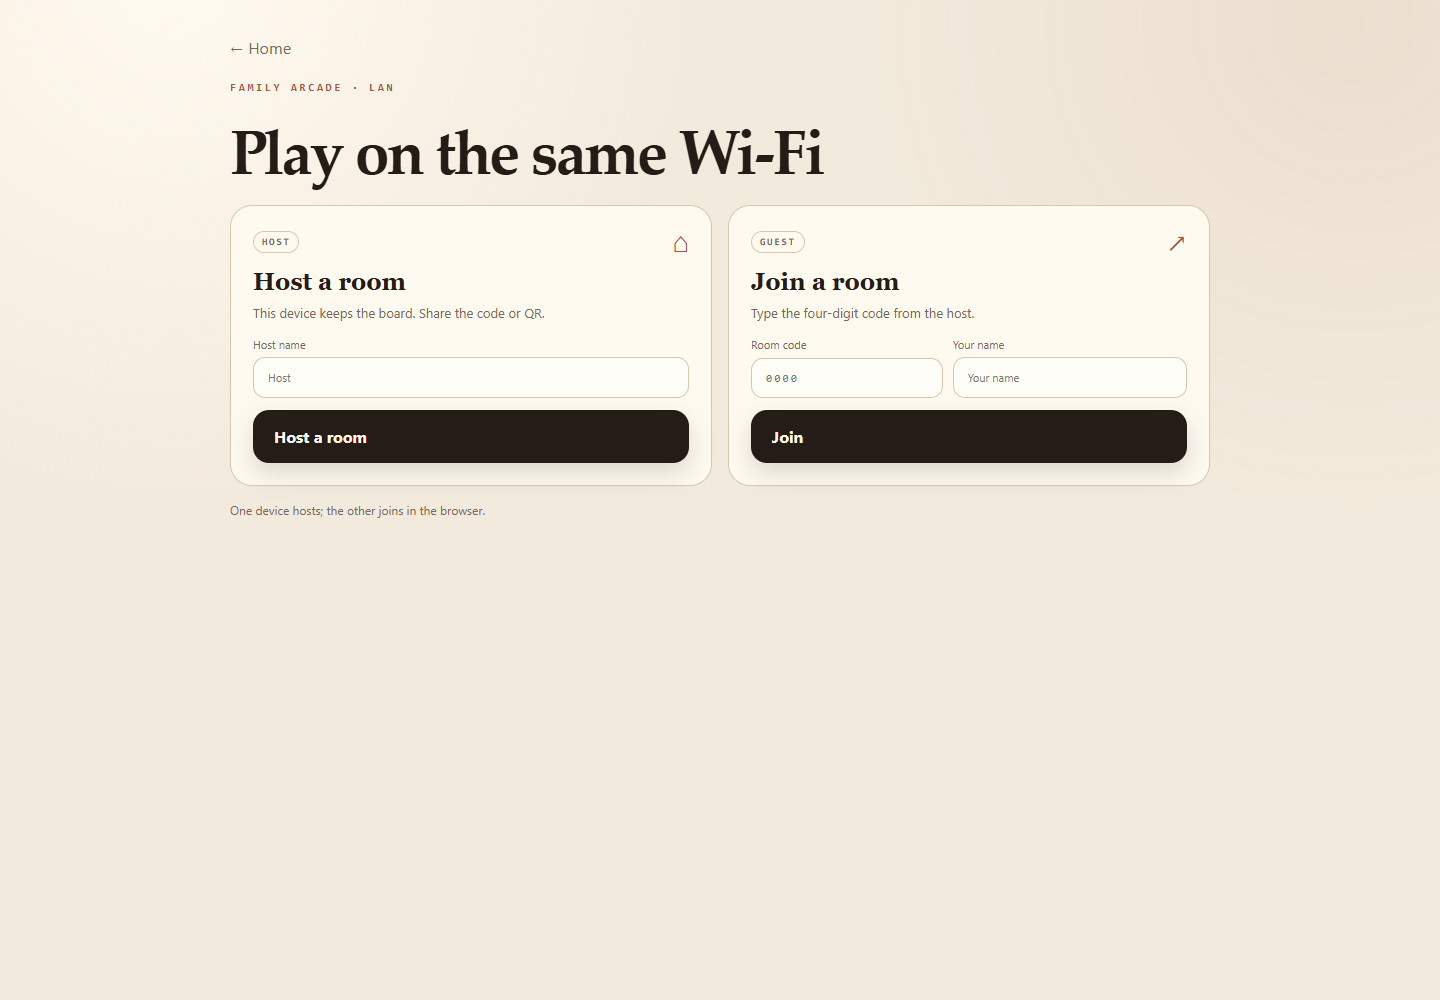 ← Home
FAMILY ARCADE · LAN
Play on the same Wi-Fi
HOST
Host a room
This device keeps the board. Share the code or QR.
Host name
Host
Host a room
GUEST
Join a room
Type the four-digit code from the host.
Room code
Your name
0000
Your name
Join
One device hosts; the other joins in the browser.